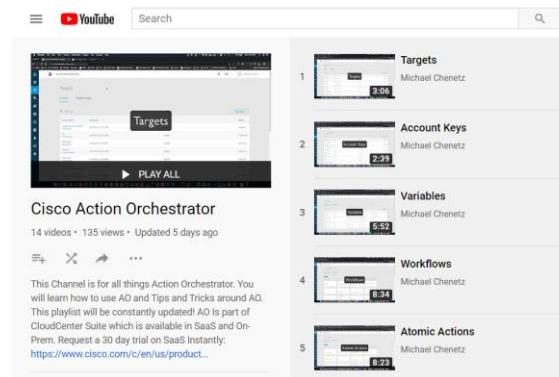 YouTube
Search
Targets
PLAY ALL
Cisco Action Orchestrator
14 videos • 135 views • Updated 5 days ago
This Channel is for all things Action Orchestrator. You
will learn how to use AO and Tips and Tricks around AO.
This playlist will be constantly updated! AO Is part of
CloudCenter Suite which is available in SaaS and On-
Prem. Request a 30 day trial on SaaS Instantly:
https://www.cisco.com/c/en/us/product...
1
Targets
3:06
Targets
Michael Chenetz
2
Account Keys
2:39
Account Keys
Michael Chenetz
3
Variables
5:52
Variables
Michael Chenetz
4
Workflows
8:34
Workflows
Michael Chenetz
5
Atomic Actions
8:23
Atomic Actions
Michael Chenetz